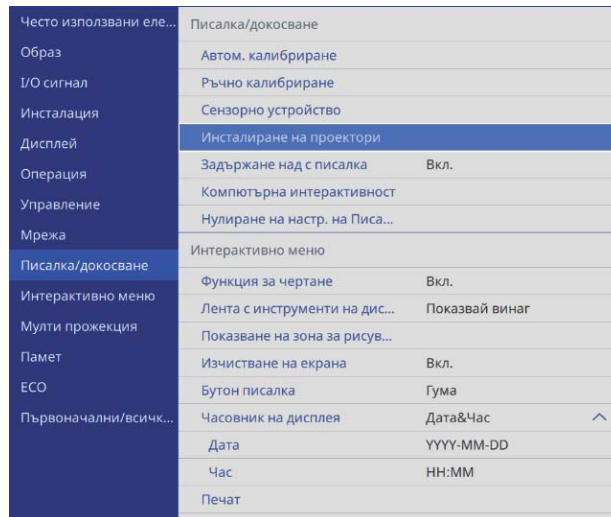 Често използвани еле...
Образ
I/O сигнал
Инсталация
Дисплей
Операция
Управление
Мрежа
Писалка/докосване
Интерактивно меню
Мулти прожекция
Памет
ECO
Първоначални/всичк...
Писалка/докосване
Автом. калибриране
Ръчно калибриране
Сензорно устройство
Инсталиране на проектори
Задържане над с писалка Вкл.
Компютърна интерактивност
Нулиране на настр. на Писа...
Интерактивно меню
Функция за чертане Вкл.
Лента с инструменти на дис... Показвай винаг
Показване на зона за рисув...
Изчистване на екрана Вкл.
Бутон писалка Гума
Часовник на дисплея Дата&Час
Дата YYYY-MM-DD
Час HH:MM
Печат